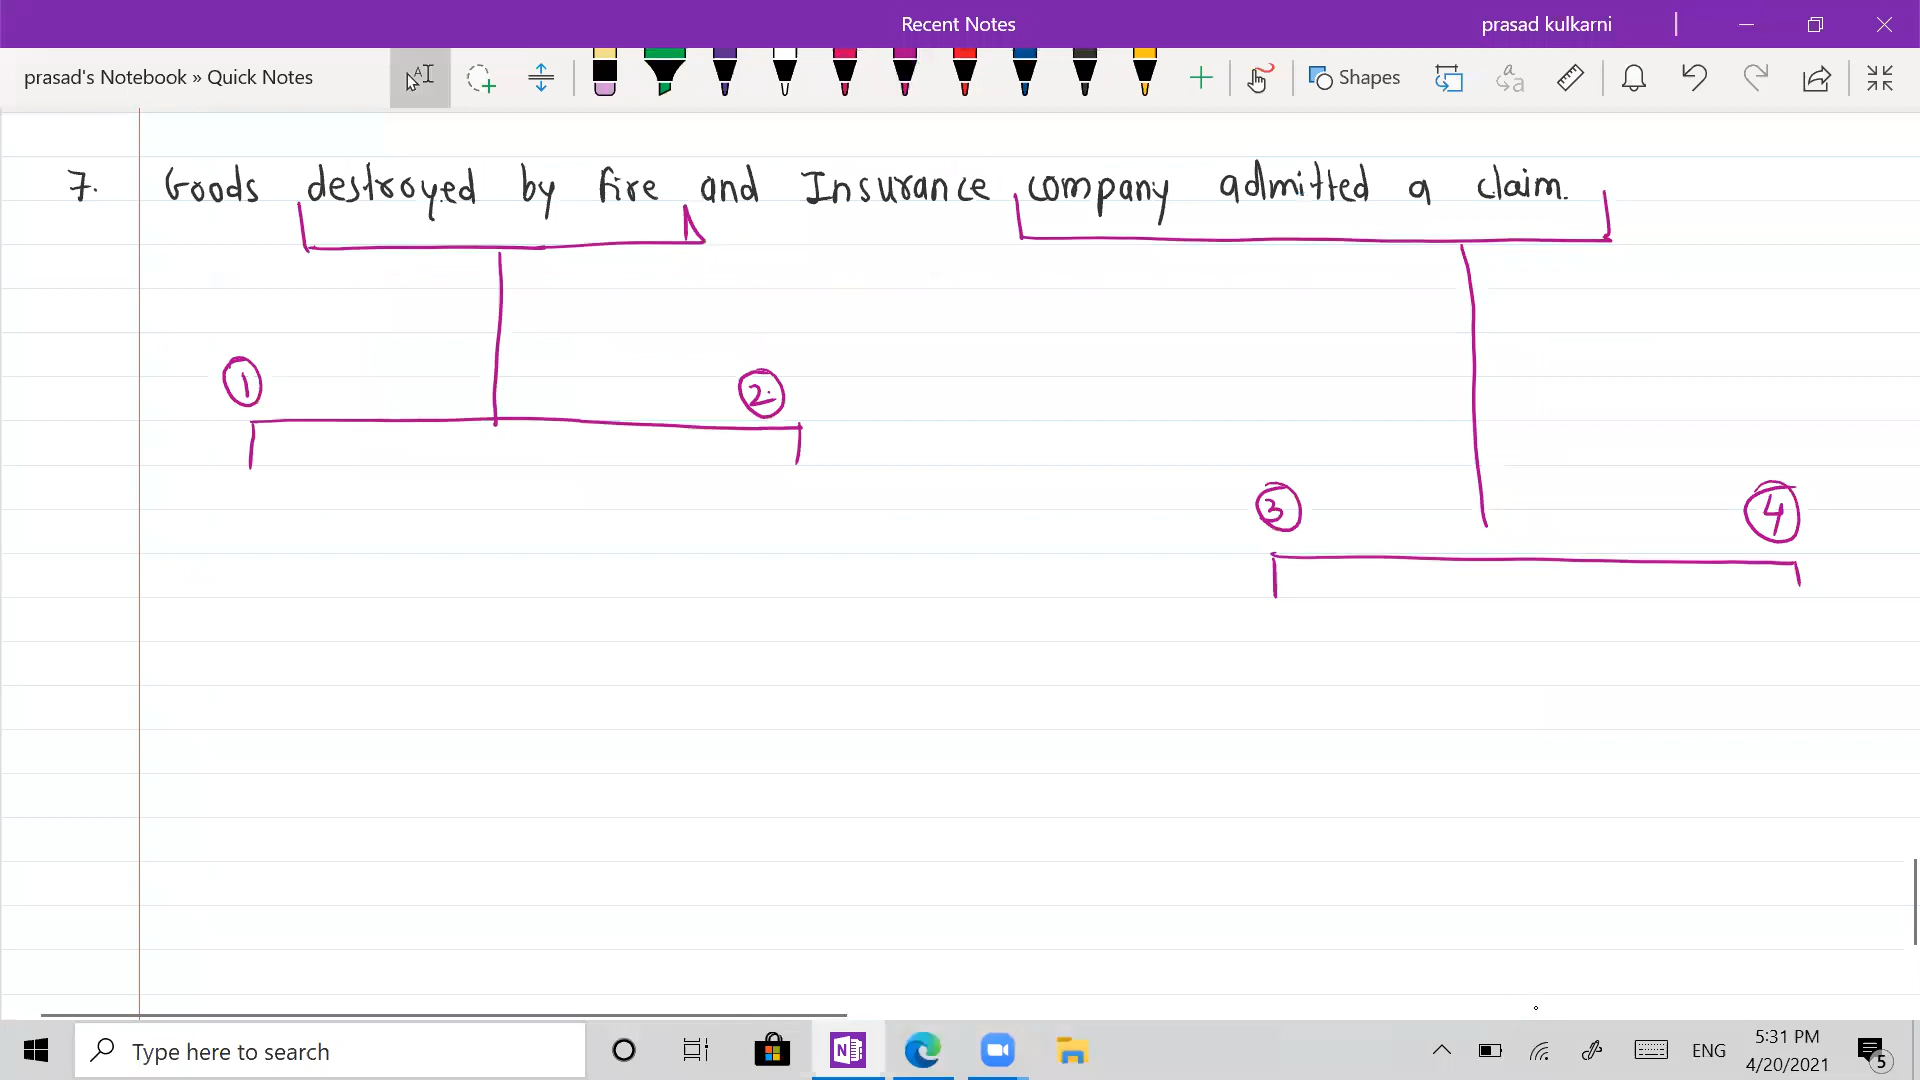 Recent Notes
prasad kulkarni
prasad's Notebook » Quick Notes
Shapes
7. Goods destroyed by fire and Insurance company admitted a claim.
1
2.
3
4
Type here to search
ENG
5:31 PM
4/20/2021
5